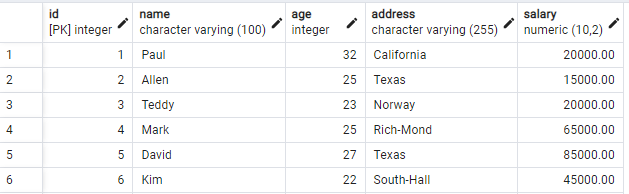 id name age address salary
[PK] integer character varying (100) integer character varying (255) numeric (10,2)
1 1 Paul 32 California 20000.00
2 2 Allen 25 Texas 15000.00
3 3 Teddy 23 Norway 20000.00
4 4 Mark 25 Rich-Mond 65000.00
5 5 David 27 Texas 85000.00
6 6 Kim 22 South-Hall 45000.00